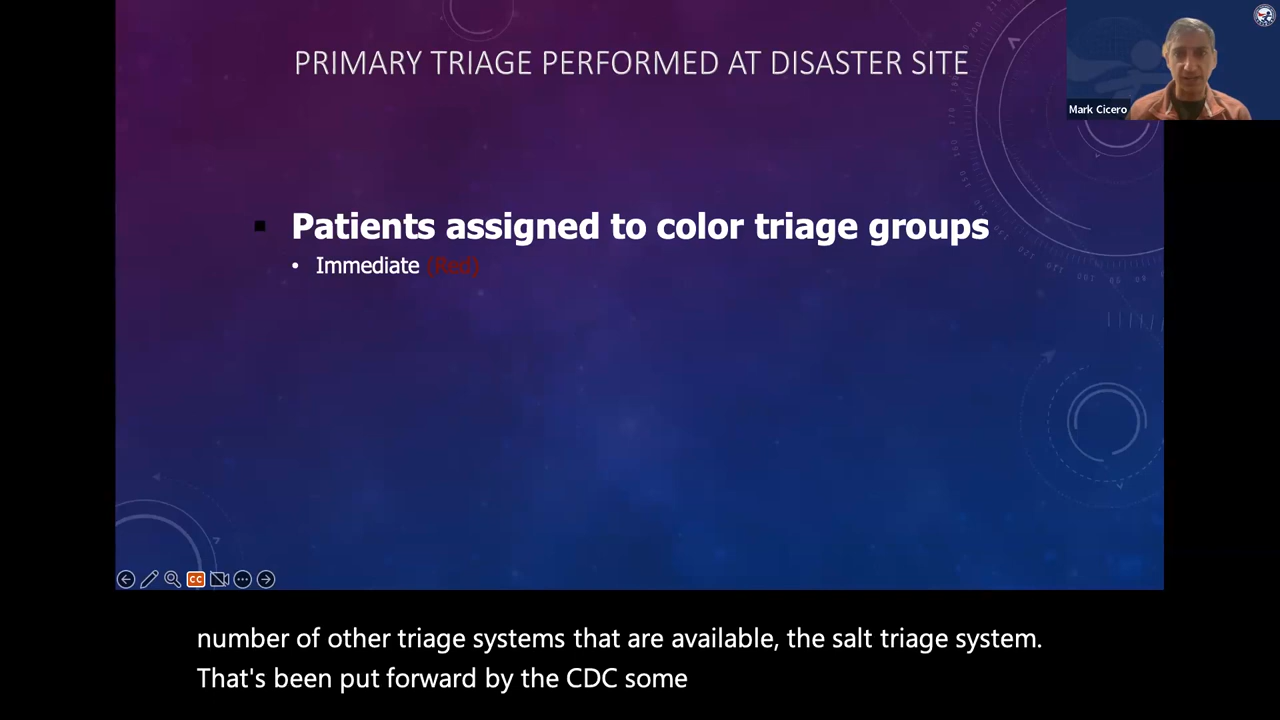 PRIMARY TRIAGE PERFORMED AT DISASTER SITE
Mark Cicero
Patients assigned to color triage groups
Immediate (Red)
CC
number of other triage systems that are available, the salt triage system.
That's been put forward by the CDC some